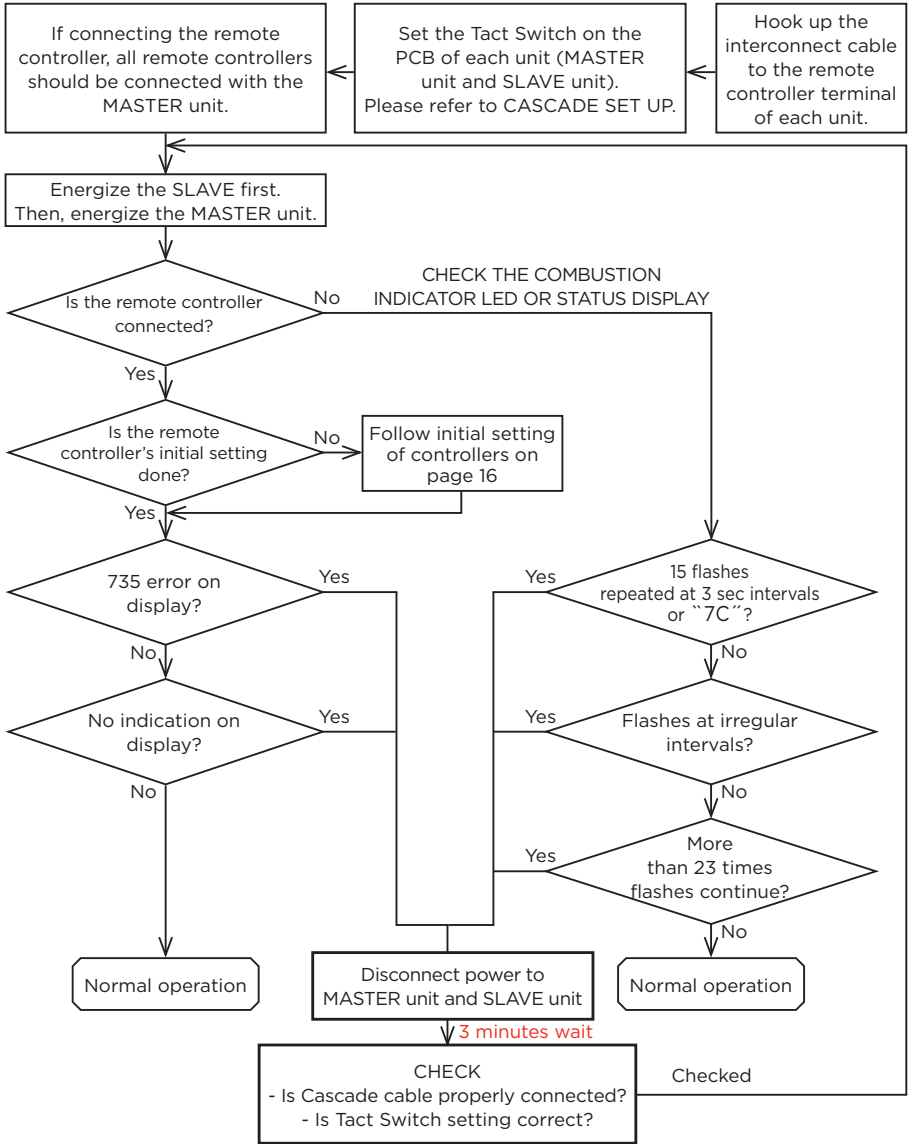 If connecting the remote
controller, all remote controllers
should be connected with the
MASTER unit.
Set the Tact Switch on the
PCB of each unit (MASTER
unit and SLAVE unit).
Please refer to CASCADE SET UP.
Hook up the
interconnect cable
to the remote
controller terminal
of each unit.
Energize the SLAVE first.
Then, energize the MASTER unit.
Is the remote controller
connected?
No
CHECK THE COMBUSTION
INDICATOR LED OR STATUS DISPLAY
Yes
Is the remote
controller's initial setting
done?
No
Follow initial setting
of controllers on
page 16
Yes
735 error on
display?
Yes
No
No indication on
display?
Yes
No
Normal operation
15 flashes
repeated at 3 sec intervals
or ``7C´´?
Yes
No
Flashes at irregular
intervals?
Yes
No
More
than 23 times
flashes continue?
Yes
No
Normal operation
Disconnect power to
MASTER unit and SLAVE unit
3 minutes wait
CHECK
- Is Cascade cable properly connected?
- Is Tact Switch setting correct?
Checked